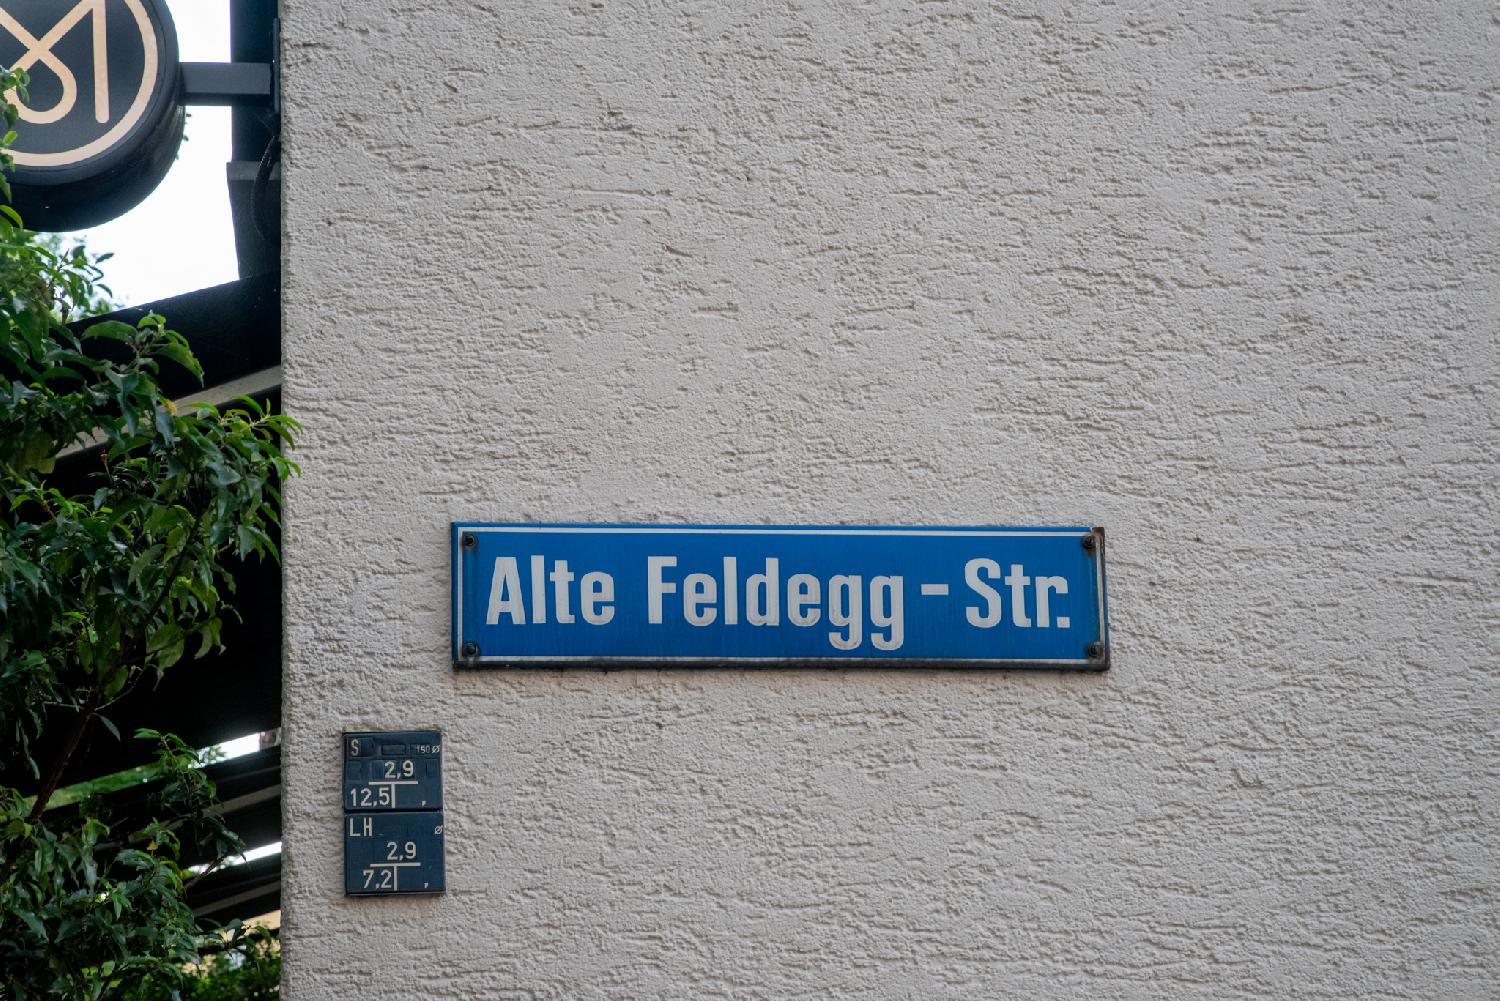 Alte Feldegg-Str.
S 150 Ø
2,9
12,5 ,
LH Ø
2,9
7,2 ,